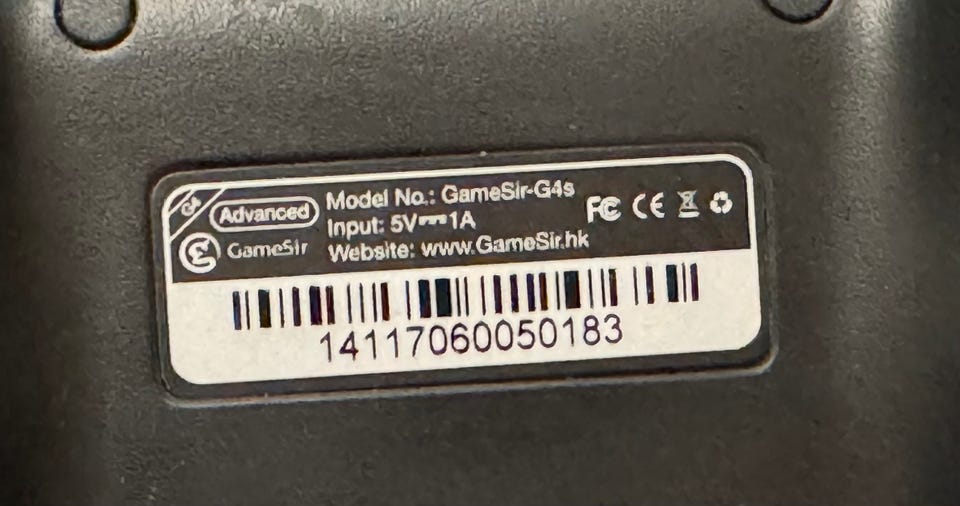 Advanced
GameSir
Model No.: GameSir-G4s
Input: 5V⎓1A
Website: www.GameSir.hk
FC CE
14117060050183